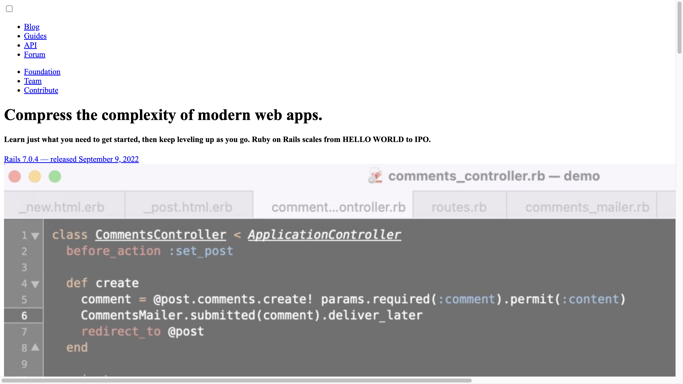 Blog
Guides
API
Forum
Foundation
Team
Contribute
Compress the complexity of modern web apps.
Learn just what you need to get started, then keep leveling up as you go. Ruby on Rails scales from HELLO WORLD to IPO.
Rails 7.0.4 — released September 9, 2022
comments_controller.rb — demo
_new.html.erb _post.html.erb comment...ontroller.rb routes.rb comments_mailer.rb
1 class CommentsController < ApplicationController
2 before_action :set_post
3
4 def create
5 comment = @post.comments.create! params.required(:comment).permit(:content)
6 CommentsMailer.submitted(comment).deliver_later
7 redirect_to @post
8 end
9